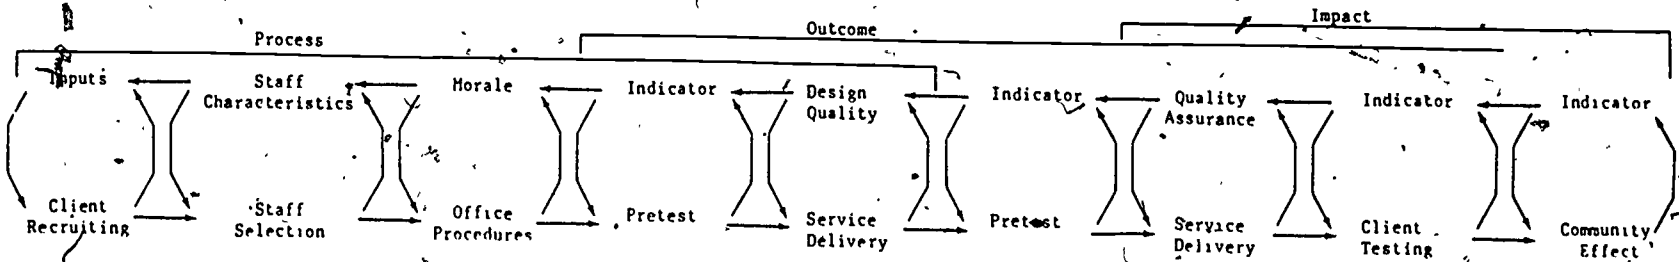 Impact
Outcome
Process
Inputs
Staff
Characteristics
Morale
Indicator
Design
Quality
Indicator
Quality
Assurance
Indicator
Indicator
Client
Recruiting
Staff
Selection
Office
Procedures
Pretest
Service
Delivery
Pretest
Service
Delivery
Client
Testing
Community
Effect